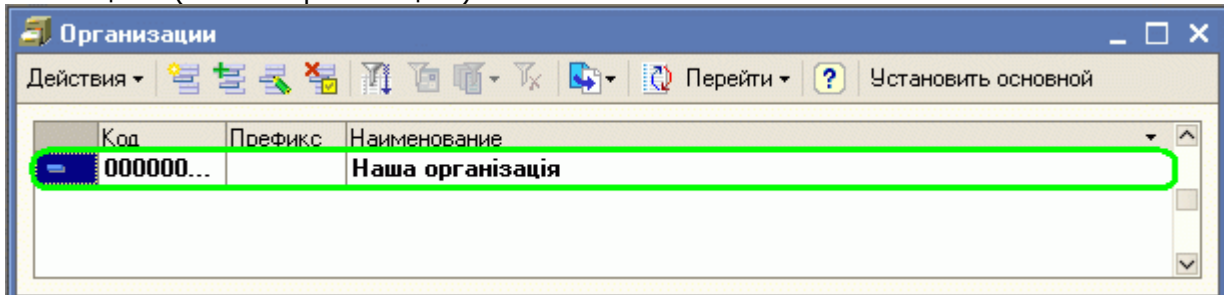 Организации
Действия Перейти ? Установить основной
Код Префикс Наименование
000000... Наша організація